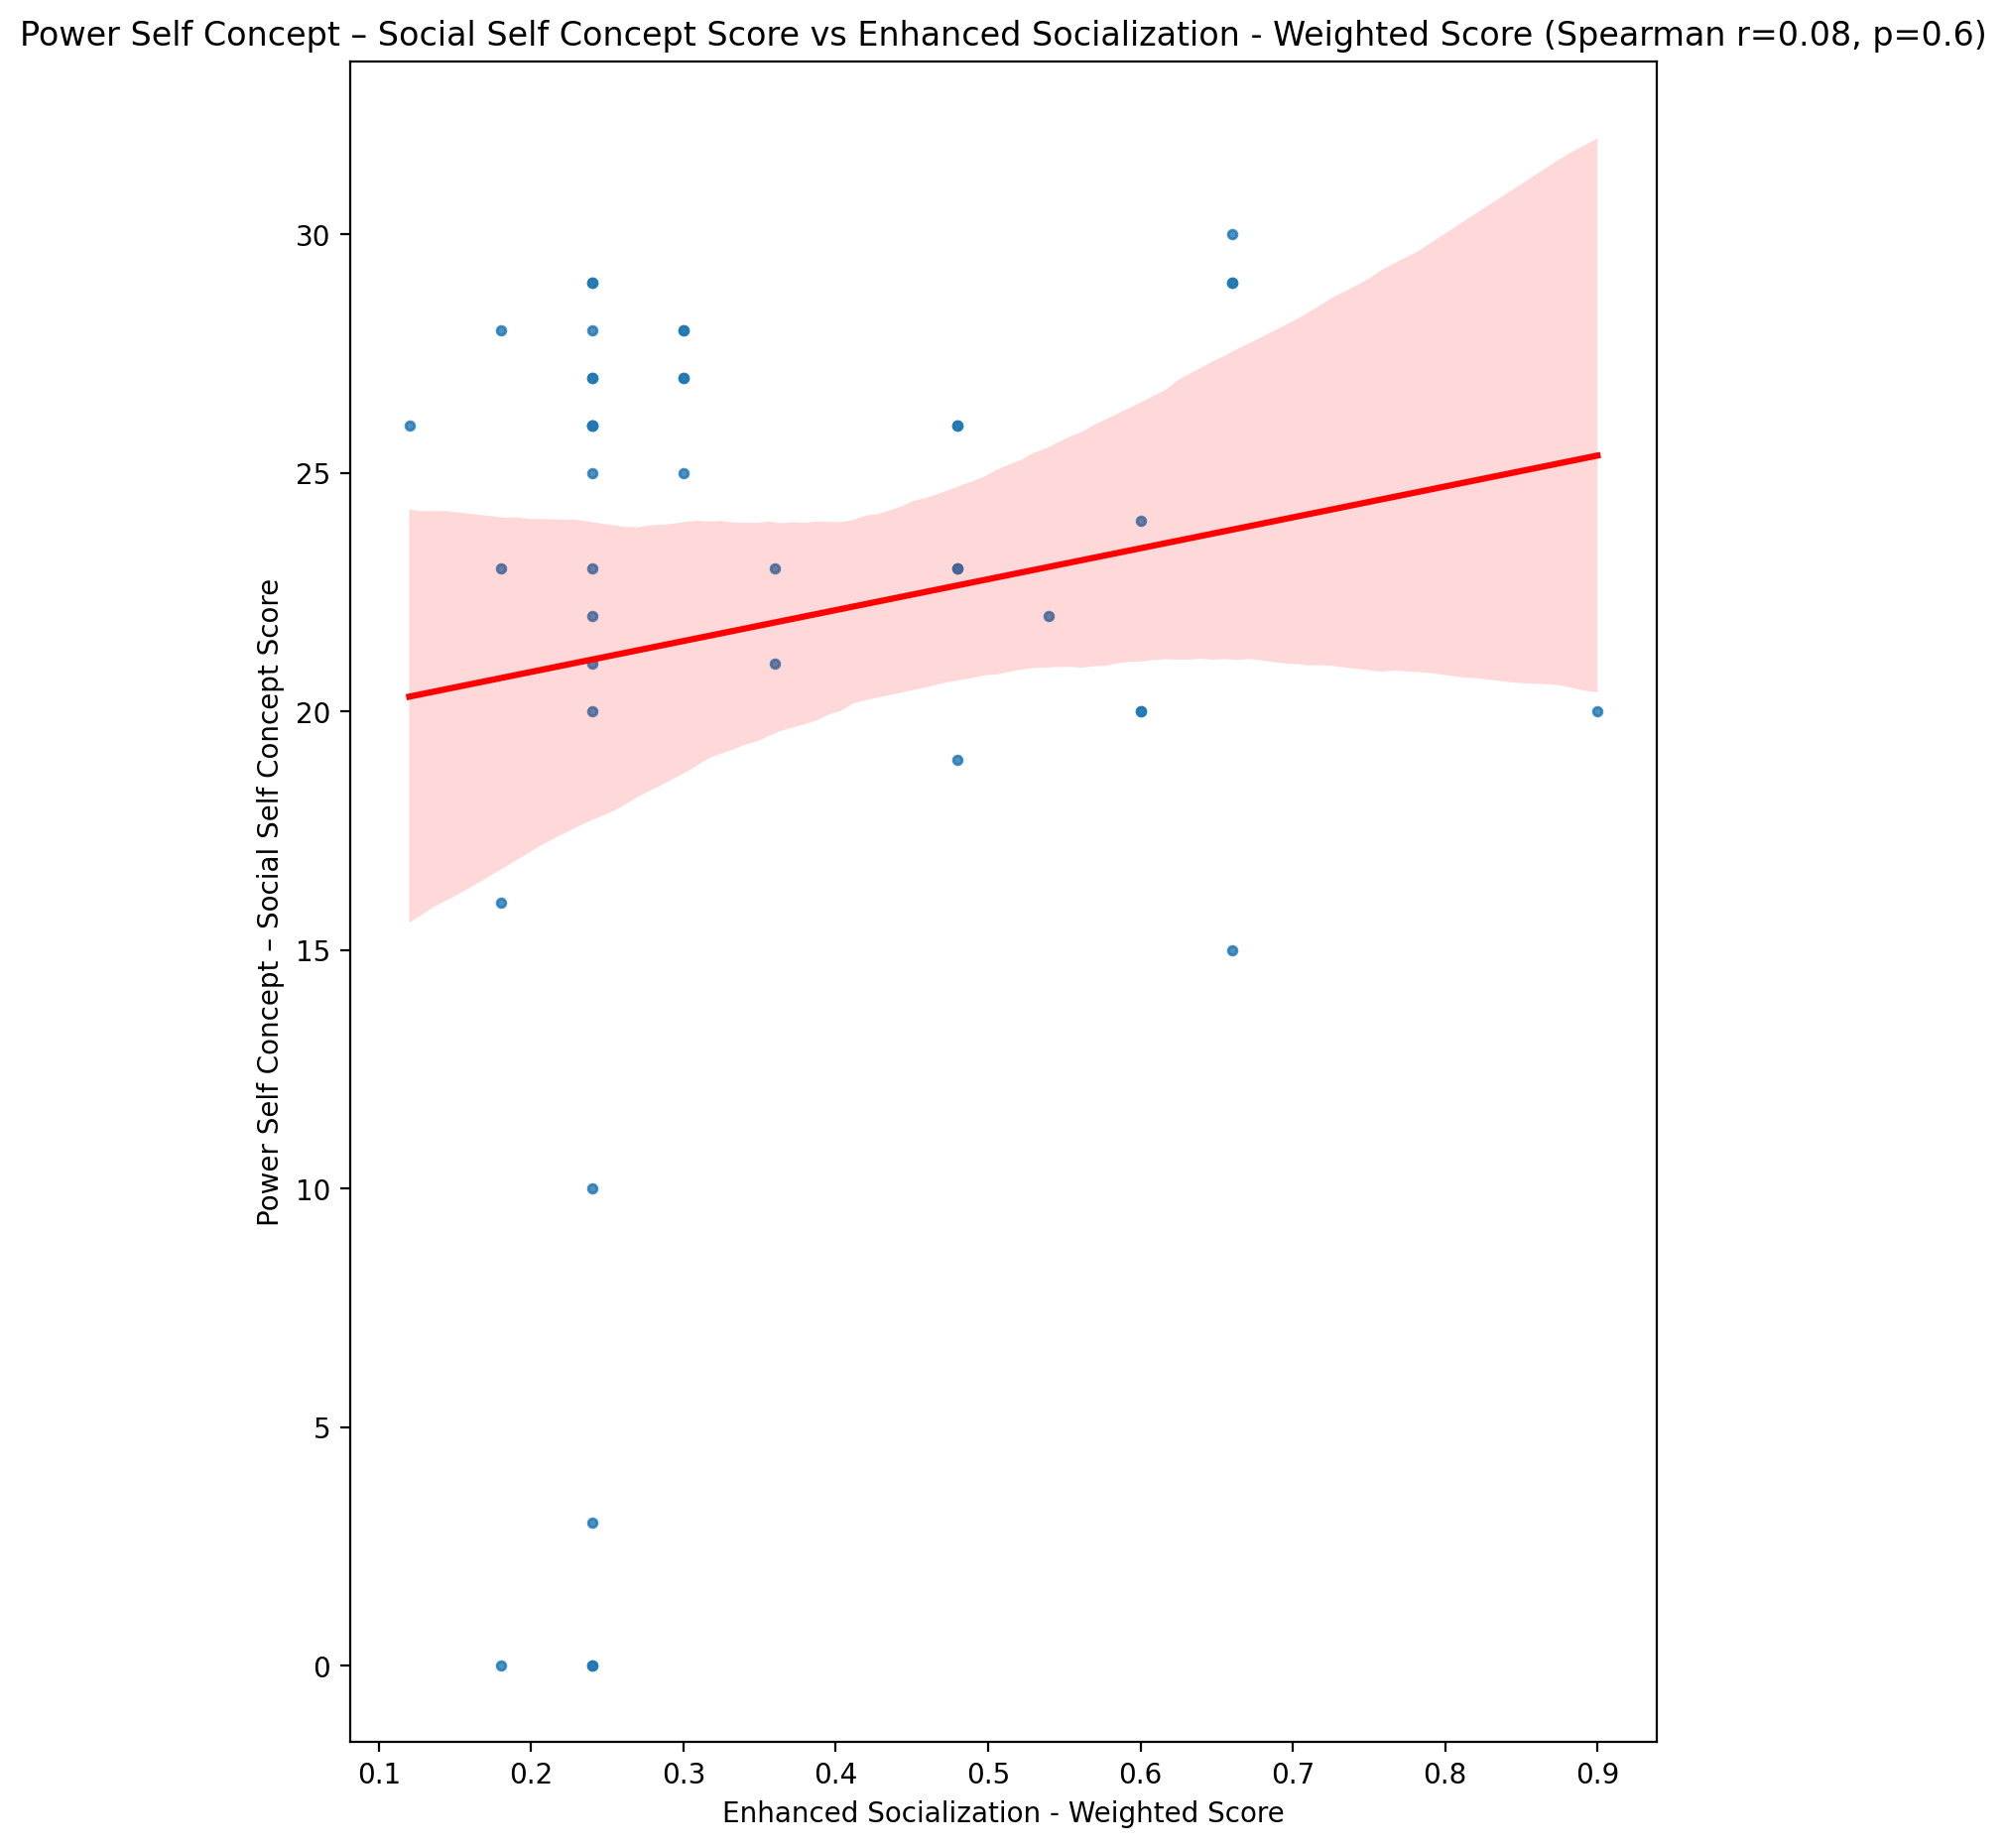 Power Self Concept – Social Self Concept Score vs Enhanced Socialization - Weighted Score (Spearman r=0.08, p=0.6)
Power Self Concept – Social Self Concept Score
30
25
20
15
10
5
0
0.1 0.2 0.3 0.4 0.5 0.6 0.7 0.8 0.9
Enhanced Socialization - Weighted Score